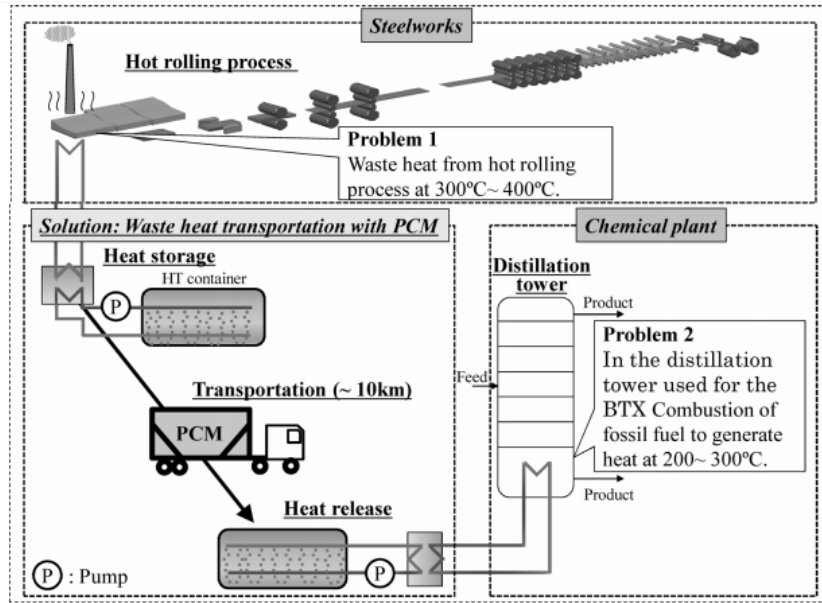 Steelworks
Hot rolling process
Problem 1
Waste heat from hot rolling
process at 300ºC~ 400ºC.
Solution: Waste heat transportation with PCM
Heat storage
HT container
P
Transportation (~ 10km)
PCM
Heat release
P
P : Pump
Chemical plant
Distillation
tower
Product
Feed
Problem 2
In the distillation
tower used for the
BTX Combustion of
fossil fuel to generate
heat at 200~ 300ºC.
Product